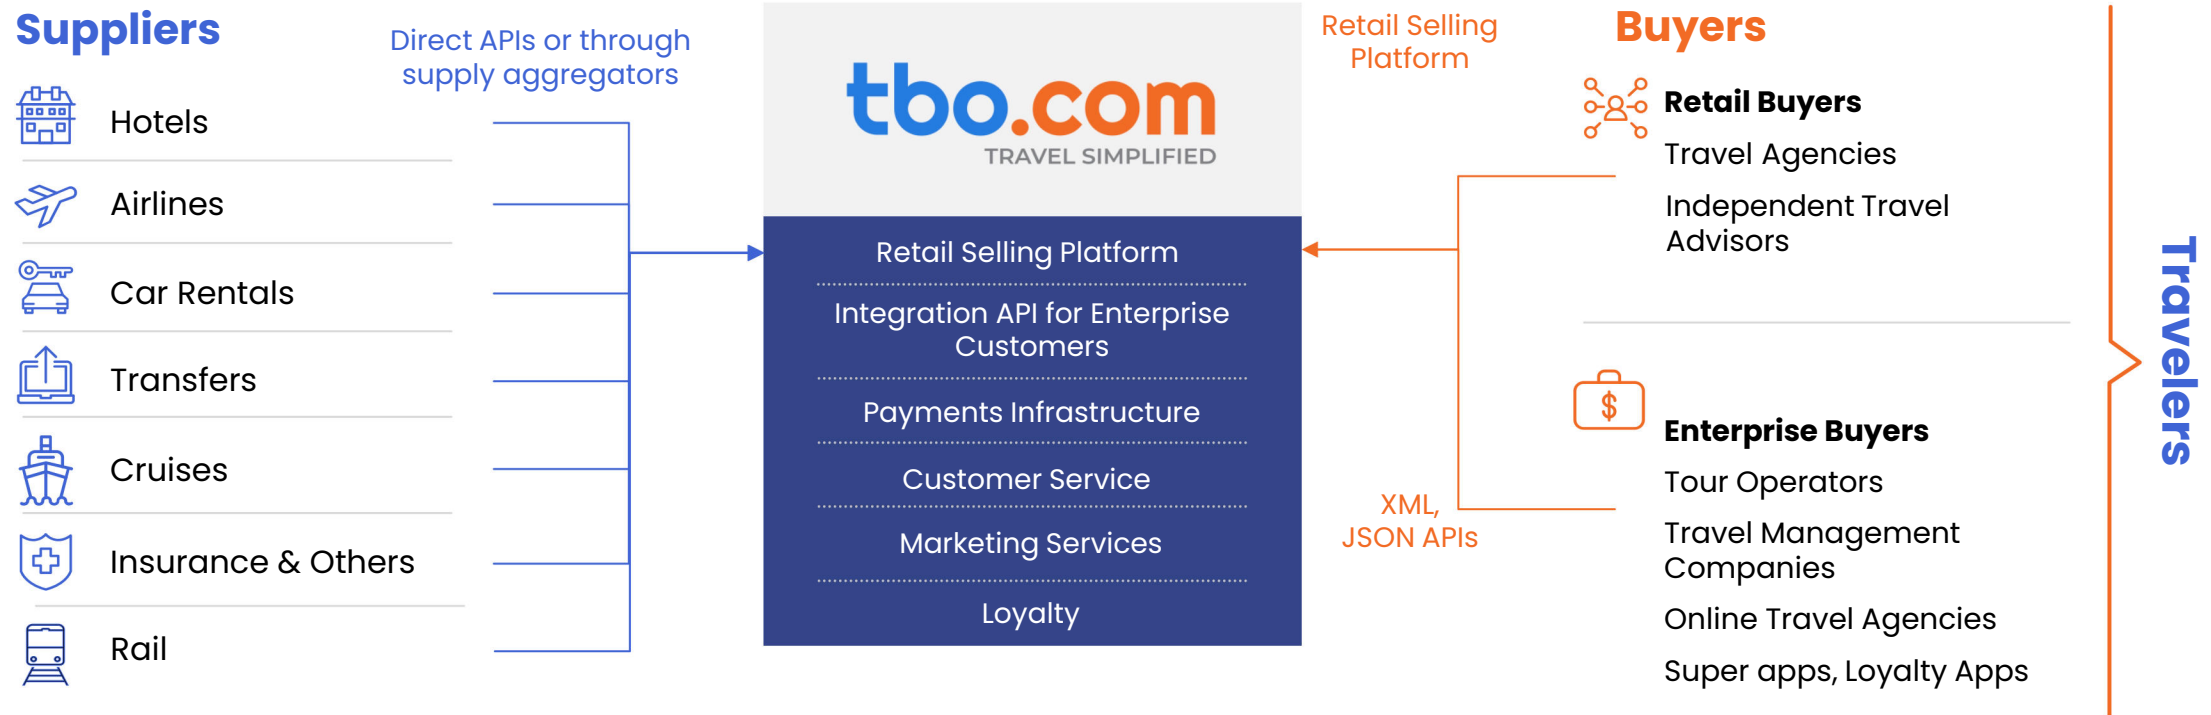 Suppliers
Direct APIs or through
supply aggregators
Hotels
Airlines
Car Rentals
Transfers
Cruises
Insurance & Others
Rail
tbo.com
TRAVEL SIMPLIFIED
Retail Selling Platform
Integration API for Enterprise
Customers
Payments Infrastructure
Customer Service
Marketing Services
Loyalty
Retail Selling
Platform
XML,
JSON APIs
Buyers
Retail Buyers
Travel Agencies
Independent Travel
Advisors
$
Enterprise Buyers
Tour Operators
Travel Management
Companies
Online Travel Agencies
Super apps, Loyalty Apps
Travelers